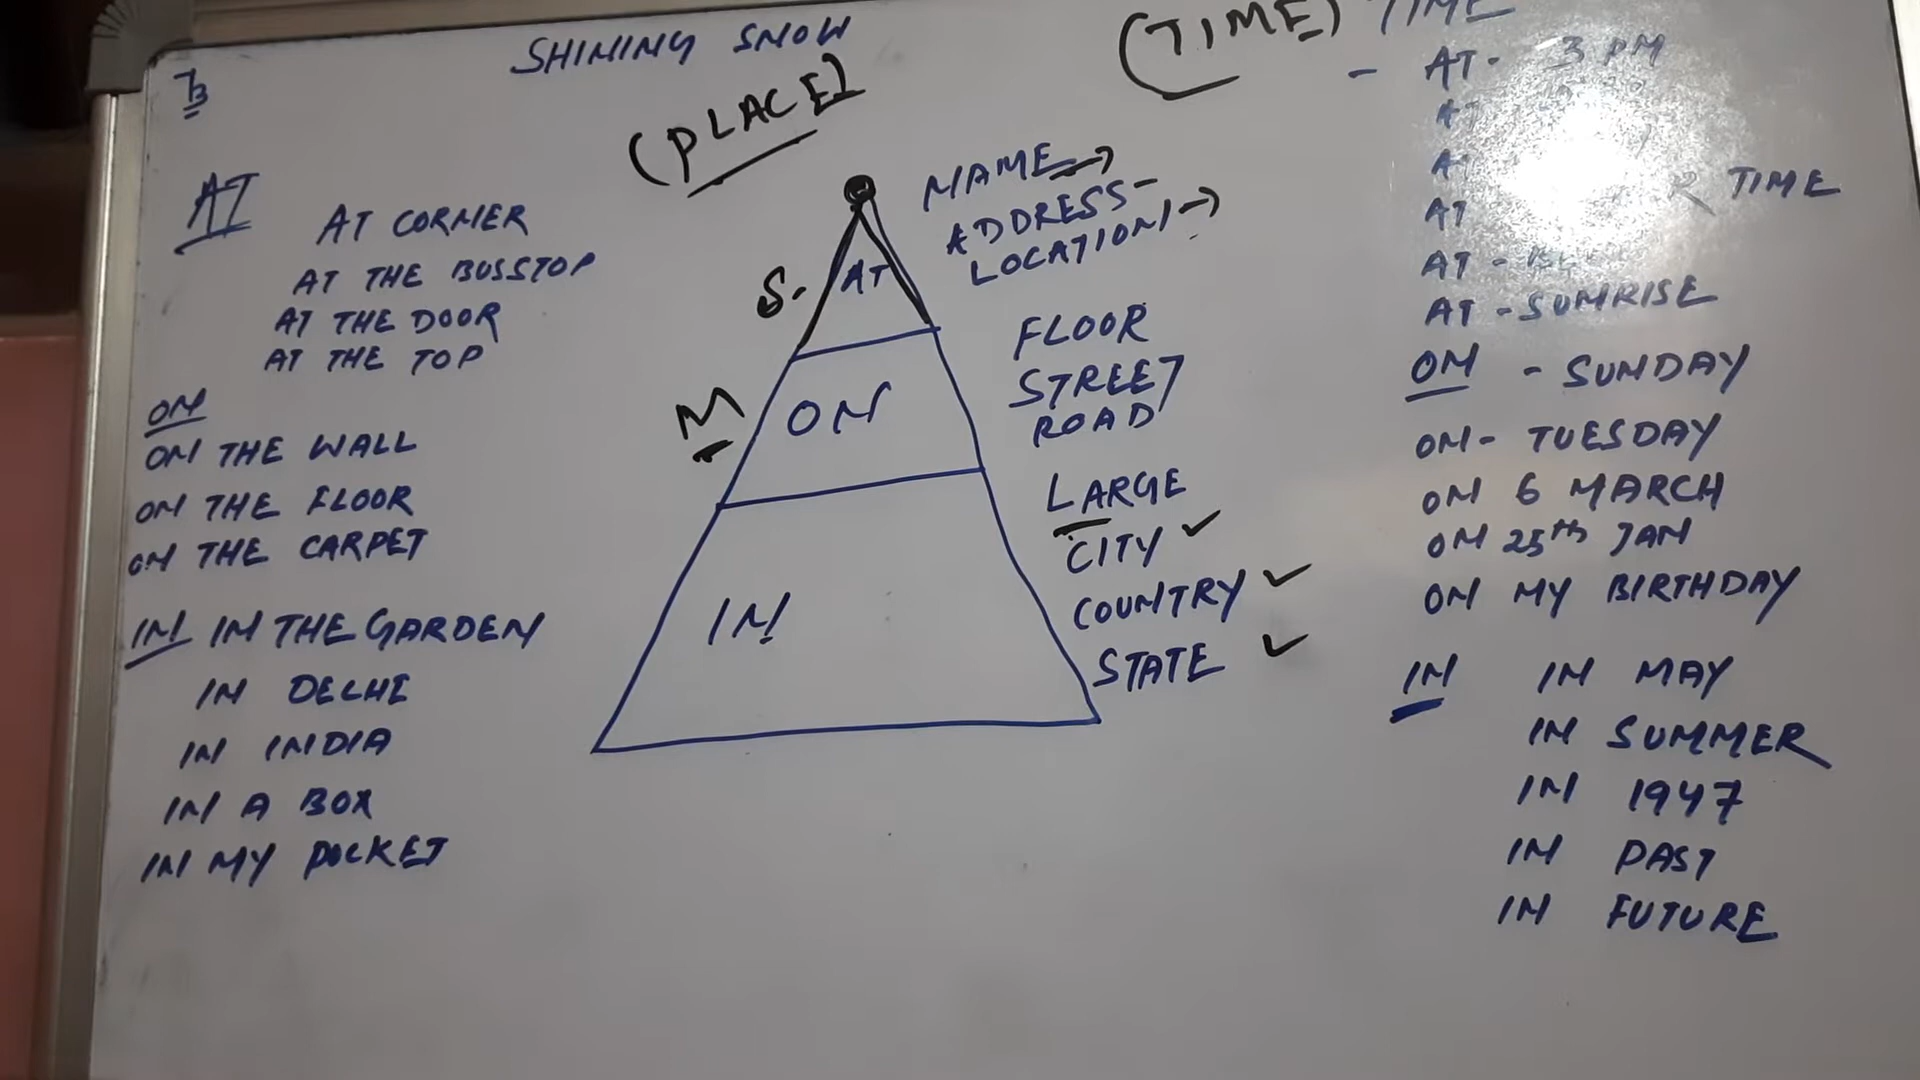 SHINING SNOW
73
(PLACE)
AT
AT CORNER
AT THE BUSSTOP
AT THE DOOR
AT THE TOP
ON
ON THE WALL
ON THE FLOOR
ON THE CARPET
IN IN THE GARDEN
IN DELHI
IN INDIA
IN A BOX
IN MY POCKET
S.
AT
M
ON
IN
NAME
ADDRESS
LOCATION
FLOOR
STREET
ROAD
LARGE
CITY
COUNTRY
STATE
(TIME) TIME
- AT - 3 PM
AT
AT
AT TIME
AT -
AT - SUNRISE
ON - SUNDAY
ON - TUESDAY
ON 6 MARCH
ON 25th JAN
ON MY BIRTHDAY
IN IN MAY
IN SUMMER
IN 1947
IN PAST
IN FUTURE